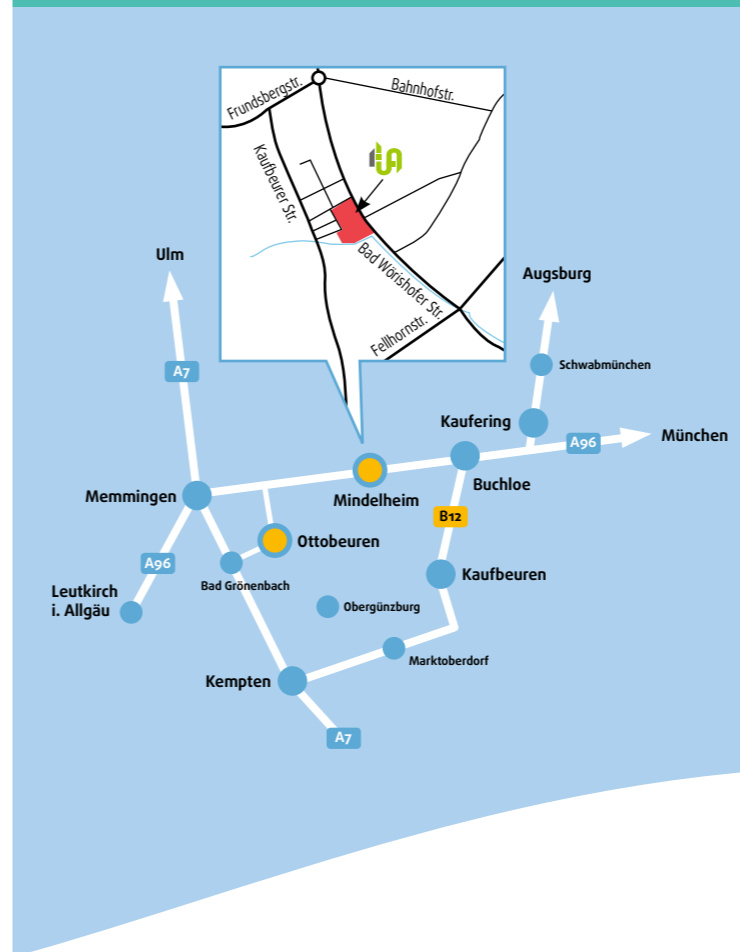 Frundsbergstr.
Bahnhofstr.
Kaufbeurer Str.
Bad Wörishofer Str.
Fellhornstr.
Ulm
Augsburg
A7
Schwabmünchen
Kaufering
A96
München
Memmingen
Mindelheim
Buchloe
B12
Ottobeuren
A96
Bad Grönenbach
Kaufbeuren
Leutkirch
i. Allgäu
Obergünzburg
Marktoberdorf
Kempten
A7